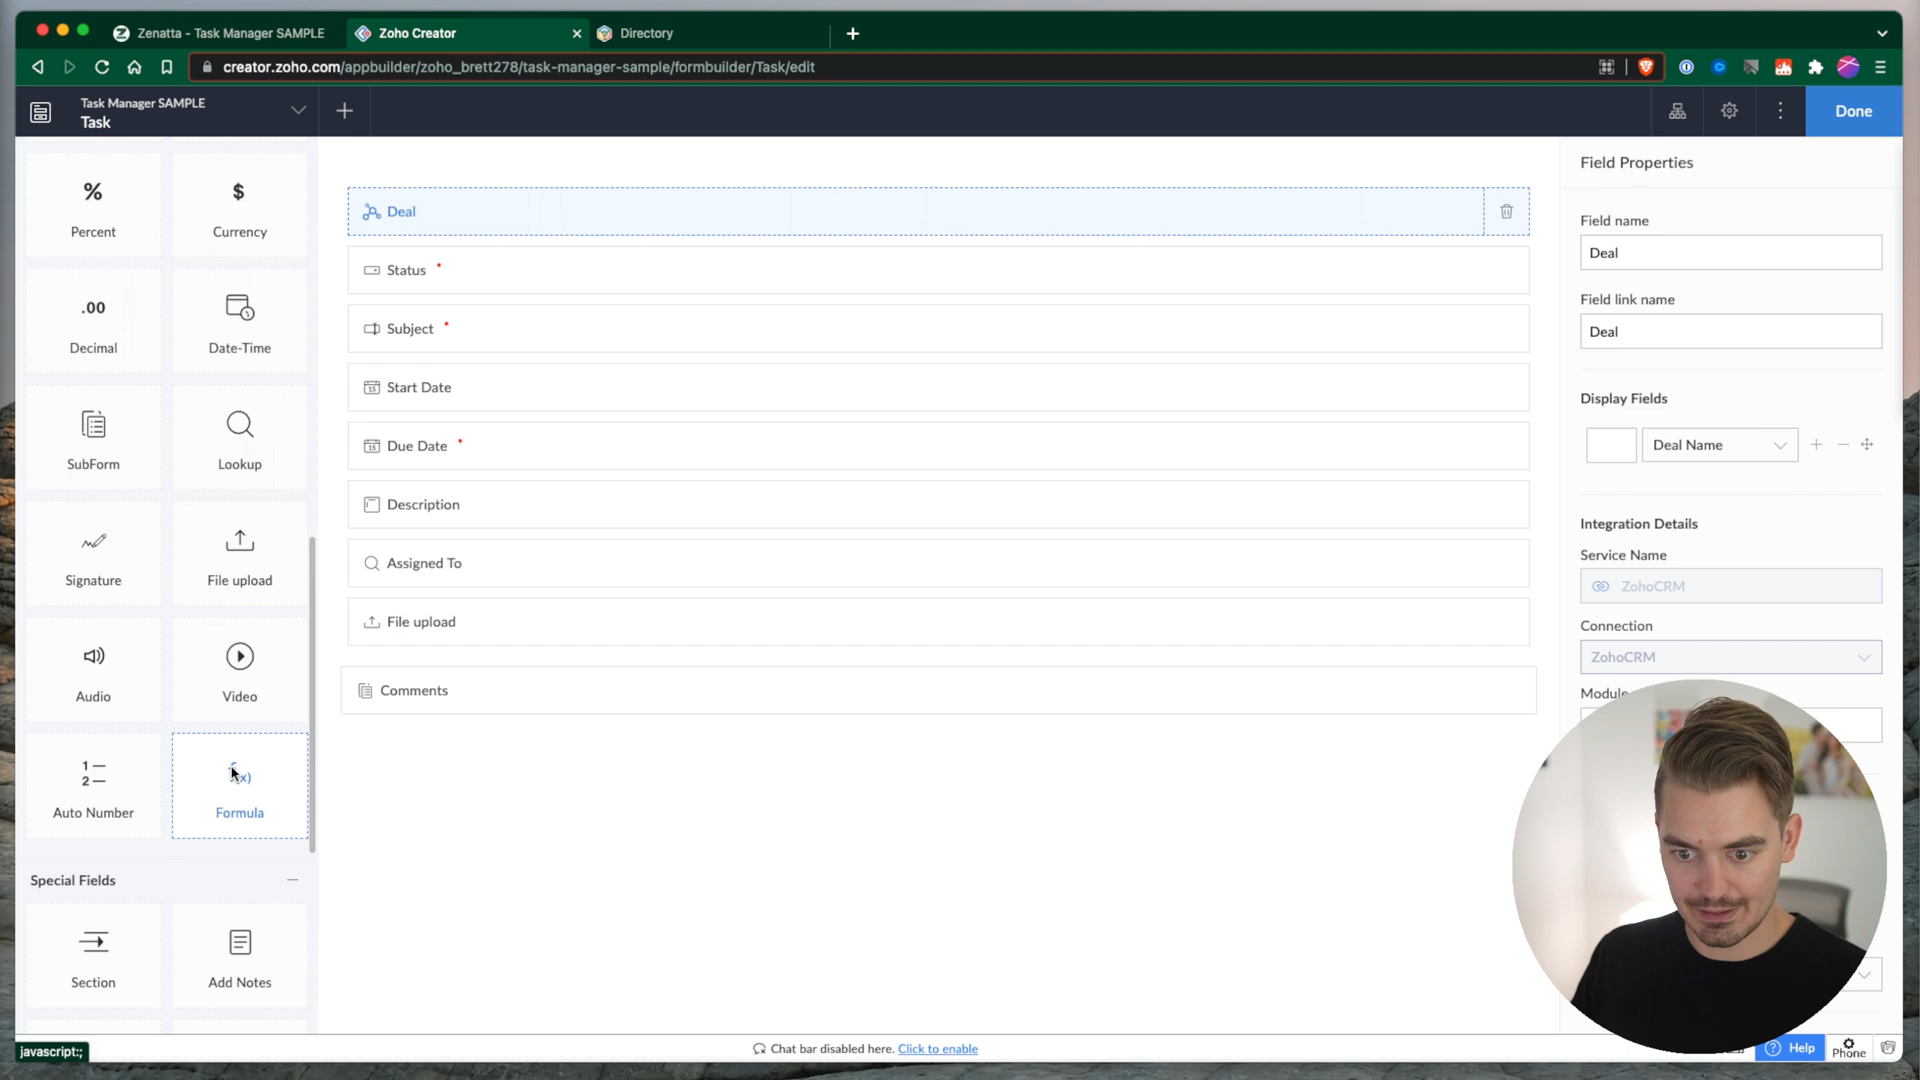 Zenatta - Task Manager SAMPLE
Zoho Creator
Directory
creator.zoho.com/appbuilder/zoho_brett278/task-manager-sample/formbuilder/Task/edit
Task Manager SAMPLE
Task
Done
%
Percent
$
Currency
.00
Decimal
Date-Time
SubForm
Lookup
Signature
File upload
Audio
Video
1
2
Auto Number
Formula
Special Fields
Section
Add Notes
Deal
Status *
Subject *
Start Date
Due Date *
Description
Assigned To
File upload
Comments
Field Properties
Field name
Deal
Field link name
Deal
Display Fields
Deal Name
Integration Details
Service Name
ZohoCRM
Connection
ZohoCRM
Module
javascript:;
Chat bar disabled here. Click to enable
Help
Phone